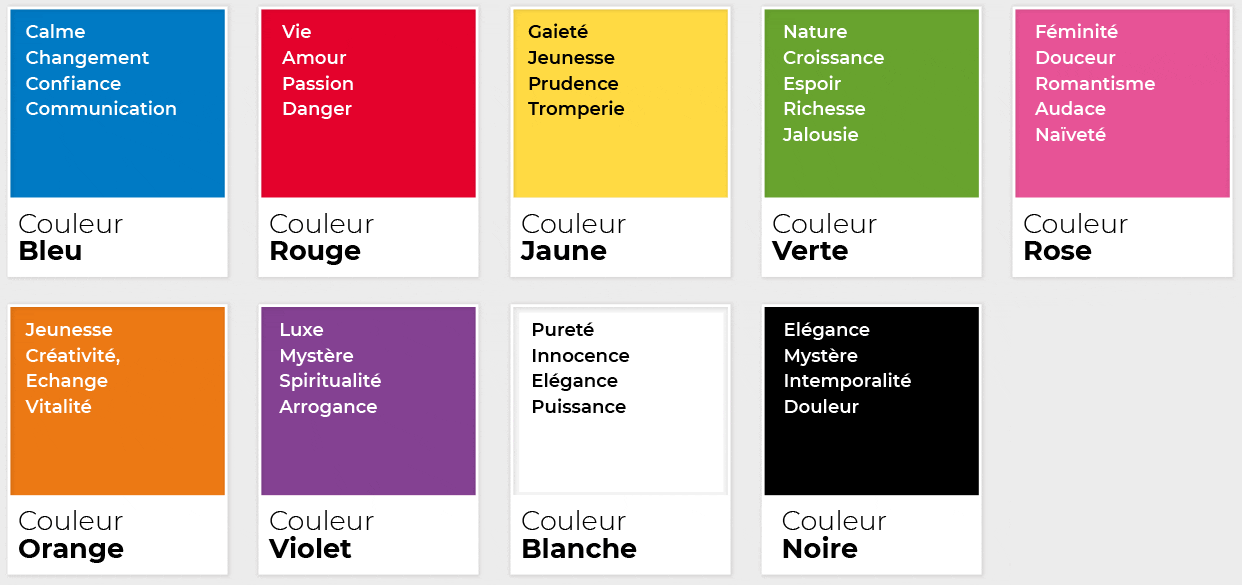 Calme
Changement
Confiance
Communication
Couleur
Bleu
Vie
Amour
Passion
Danger
Couleur
Rouge
Gaieté
Jeunesse
Prudence
Tromperie
Couleur
Jaune
Nature
Croissance
Espoir
Richesse
Jalousie
Couleur
Verte
Féminité
Douceur
Romantisme
Audace
Naïveté
Couleur
Rose
Jeunesse
Créativité,
Echange
Vitalité
Couleur
Orange
Luxe
Mystère
Spiritualité
Arrogance
Couleur
Violet
Pureté
Innocence
Elégance
Puissance
Couleur
Blanche
Elégance
Mystère
Intemporalité
Douleur
Couleur
Noire